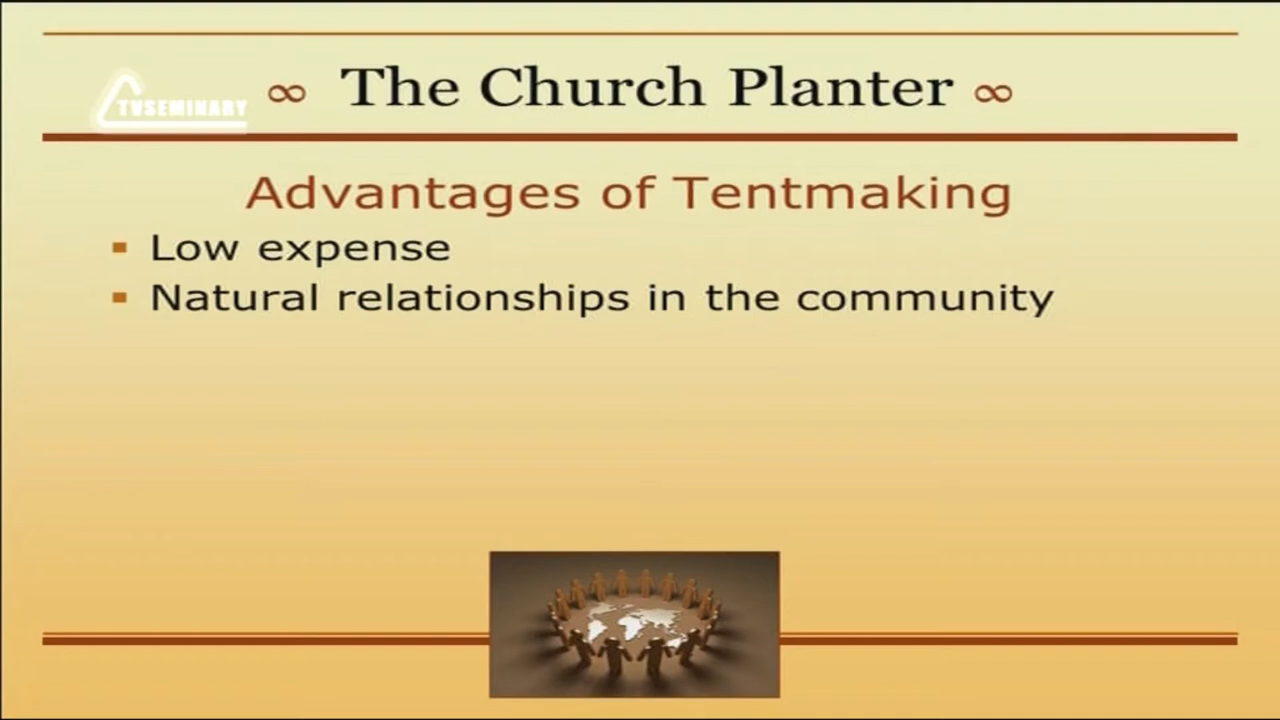 TVSEMINARY
∞ The Church Planter ∞
Advantages of Tentmaking
▪ Low expense
▪ Natural relationships in the community